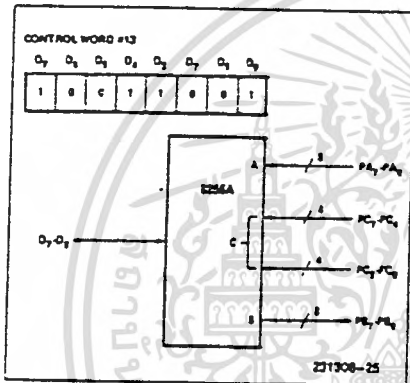 CONTROL WORD #13
D7 D6 D5 D4 D3 D2 D1 D0
1 0 0 1 1 0 0 1
8255A
A
8
PA7-PA0
4
PC7-PC4
C
D7-D0
4
PC3-PC0
B
8
PB7-PB0
231308-25